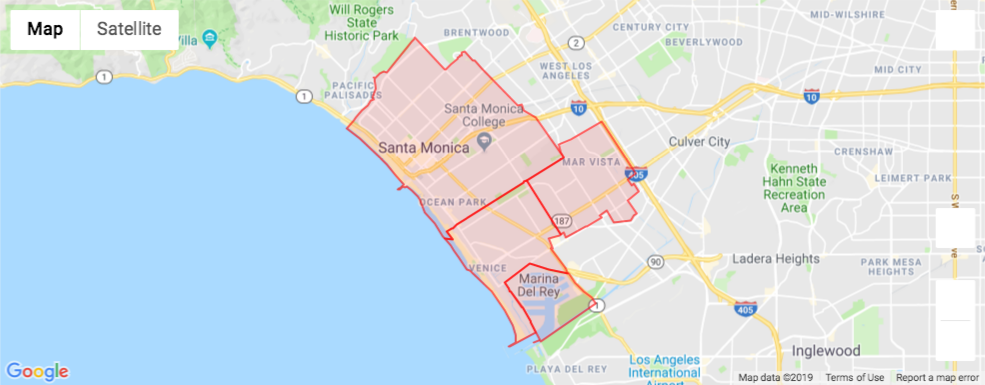 Map Satellite
Will Rogers
State
Historic Park
Villa
1
1
BRENTWOOD
2
CENTURY CITY
BEVERLYWOOD
MID-WILSHIRE
WEST LOS
ANGELES
MID CITY
PACIFIC
PALISADES
Santa Monica
College
10
10
Santa Monica
MAR VISTA
Culver City
CRENSHAW
405
Kenneth
Hahn State
Recreation
Area
LEIMERT PARK
OCEAN PARK
187
VENICE
90
Ladera Heights
PARK MESA
HEIGHTS
Marina
Del Rey
1
405
Inglewood
PLAYA DEL REY
Los Angeles
International
Airport
Google
Map data ©2019 Terms of Use Report a map error